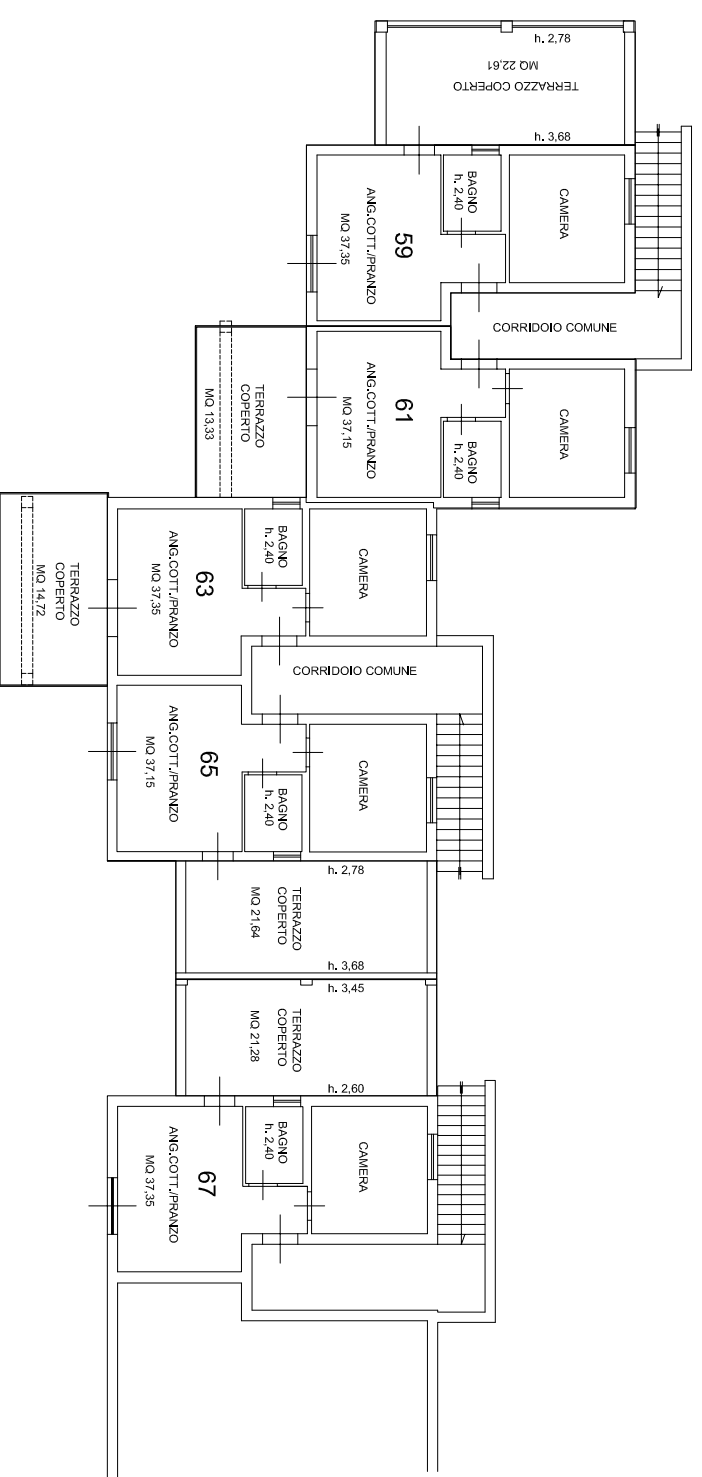 h. 2,78
TERRAZZO COPERTO
MQ 22,61
h. 3,68
BAGNO
h. 2,40
CAMERA
59
ANG.COTT./PRANZO
MQ 37,35
CORRIDOIO COMUNE
61
ANG.COTT./PRANZO
MQ 37,15
TERRAZZO
COPERTO
MQ 13,33
CAMERA
BAGNO
h. 2,40
BAGNO
h. 2,40
CAMERA
63
ANG.COTT./PRANZO
MQ 37,35
TERRAZZO
COPERTO
MQ 14,72
CORRIDOIO COMUNE
65
ANG.COTT./PRANZO
MQ 37,15
CAMERA
BAGNO
h. 2,40
h. 2,78
TERRAZZO
COPERTO
MQ 21,64
h. 3,68
h. 3,45
TERRAZZO
COPERTO
MQ 21,28
h. 2,60
BAGNO
h. 2,40
CAMERA
67
ANG.COTT./PRANZO
MQ 37,35